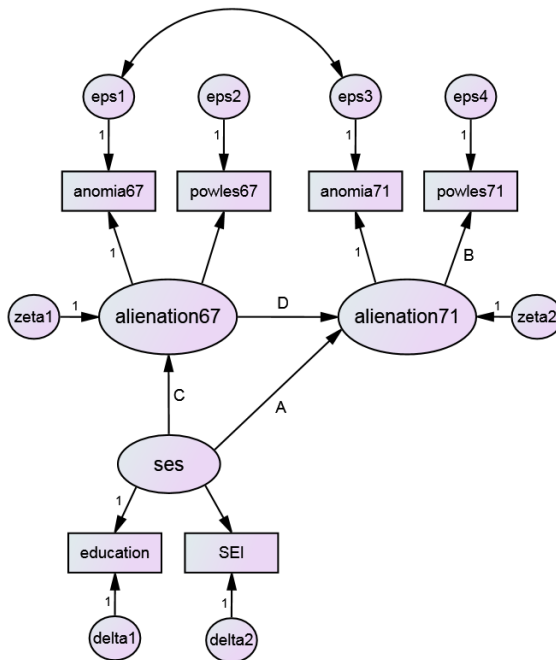 eps1
eps2
eps3
eps4
1
1
1
1
anomia67
powles67
anomia71
powles71
1
1
B
zeta1
1
alienation67
D
alienation71
1
zeta2
C
A
ses
1
education
SEI
1
1
delta1
delta2